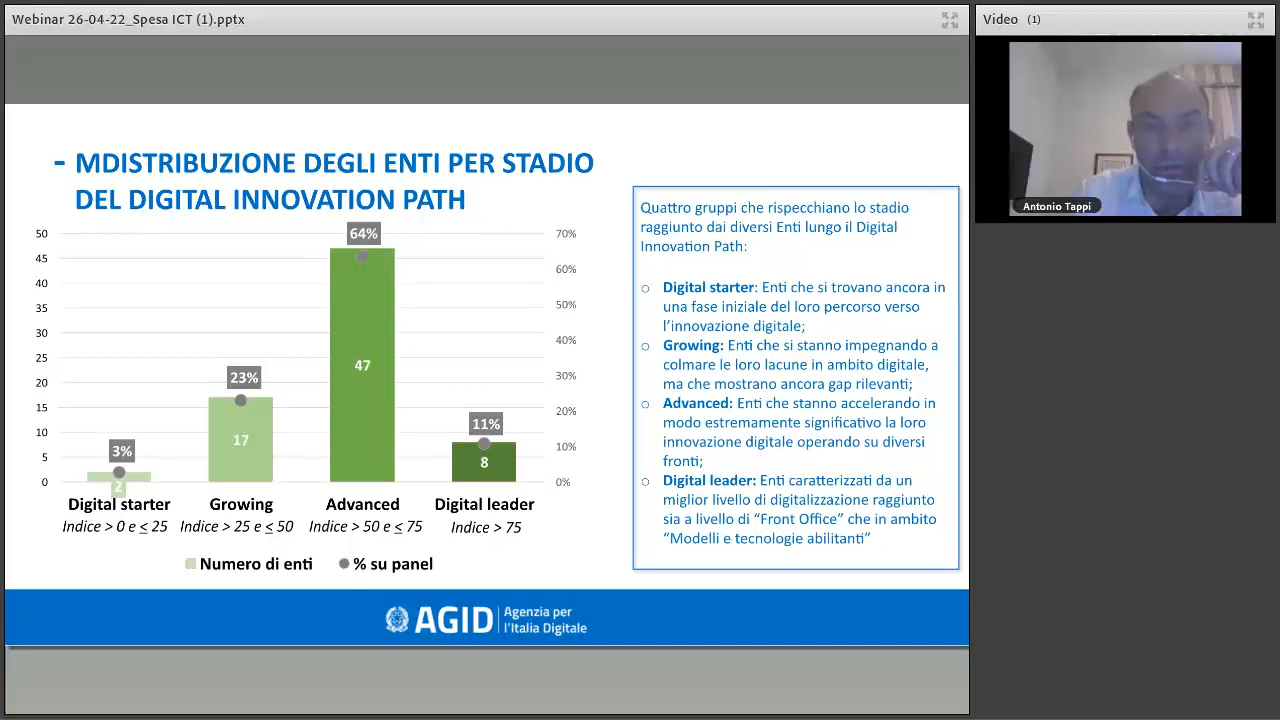 Webinar 26-04-22_Spesa ICT (1).pptx
Video (1)
Antonio Tappi
- MDISTRIBUZIONE DEGLI ENTI PER STADIO
DEL DIGITAL INNOVATION PATH
50
45
40
35
30
25
20
15
10
5
0
70%
60%
50%
40%
30%
20%
10%
0%
3%
2
23%
17
64%
47
11%
8
Digital starter
Indice > 0 e ≤ 25
Growing
Indice > 25 e ≤ 50
Advanced
Indice > 50 e ≤ 75
Digital leader
Indice > 75
Numero di enti
% su panel
Quattro gruppi che rispecchiano lo stadio
raggiunto dai diversi Enti lungo il Digital
Innovation Path:
○ Digital starter: Enti che si trovano ancora in
una fase iniziale del loro percorso verso
l’innovazione digitale;
○ Growing: Enti che si stanno impegnando a
colmare le loro lacune in ambito digitale,
ma che mostrano ancora gap rilevanti;
○ Advanced: Enti che stanno accelerando in
modo estremamente significativo la loro
innovazione digitale operando su diversi
fronti;
○ Digital leader: Enti caratterizzati da un
miglior livello di digitalizzazione raggiunto
sia a livello di “Front Office” che in ambito
“Modelli e tecnologie abilitanti”
AGID
Agenzia per
l'Italia Digitale